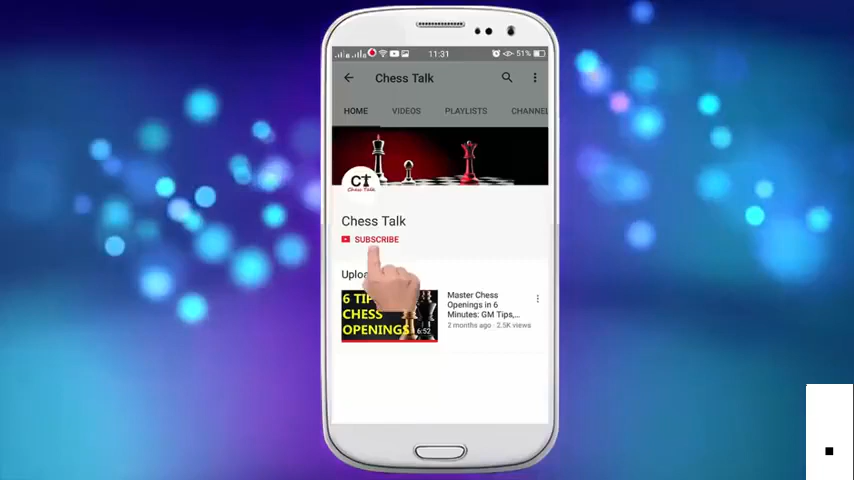 11:31
51%
Chess Talk
HOME VIDEOS PLAYLISTS CHANNEL
CT
Chess Talk
Chess Talk
SUBSCRIBE
Uploa
6 TIP
CHESS
OPENINGS
6:52
Master Chess
Openings in 6
Minutes: GM Tips,...
2 months ago · 2.5K views
.